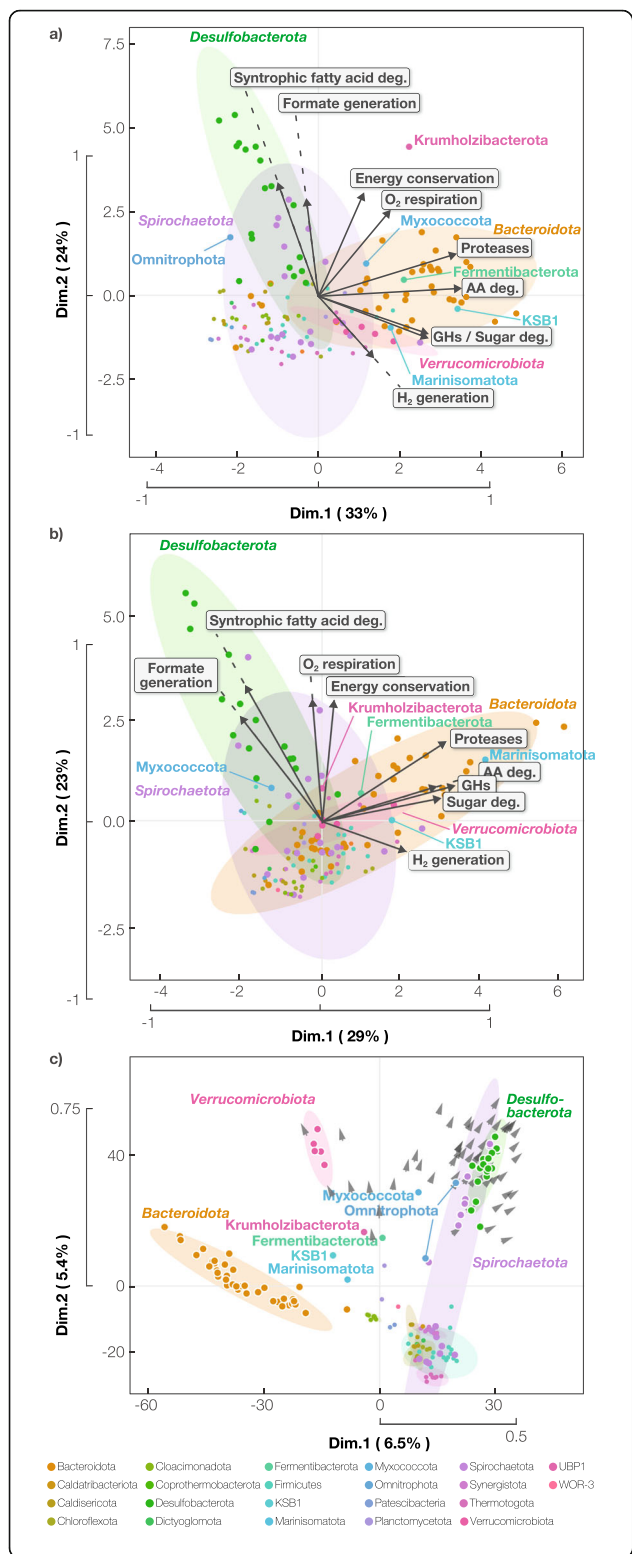 a)
Desulfobacterota
7.5
Syntrophic fatty acid deg.
Formate generation
5.0
Krumholzibacterota
1
Energy conservation
O2 respiration
2.5
Spirochaetota
Myxococcota
Bacteroidota
Omnitrophota
Proteases
Fermentibacterota
AA deg.
0.0
KSB1
GHs / Sugar deg.
Verrucomicrobiota
-2.5
Marinisomatota
H2 generation
-1
Dim.2 ( 24% )
-4
-2
0
2
4
6
-1
1
Dim.1 ( 33% )
b)
Desulfobacterota
5.0
Syntrophic fatty acid deg.
1
Formate
generation
O2 respiration
Energy conservation
Krumholzibacterota
Bacteroidota
2.5
Fermentibacterota
Proteases
Myxococcota
Marinisomatota
AA deg.
Spirochaetota
GHs
Sugar deg.
0.0
Verrucomicrobiota
KSB1
H2 generation
-2.5
-1
Dim.2 ( 23% )
-4
-2
0
2
4
6
-1
1
Dim.1 ( 29% )
c)
Verrucomicrobiota
Desulfo-
bacterota
0.75
40
Myxococcota
Omnitrophota
Bacteroidota
Krumholzibacterota
Fermentibacterota
KSB1
Spirochaetota
Marinisomatota
0
0
-20
Dim.2 ( 5.4% )
-60
-30
0
30
0.5
Dim.1 ( 6.5% )
Bacteroidota
Cloacimonadota
Fermentibacterota
Myxococcota
Spirochaetota
UBP1
Caldatribacteriota
Coprothermobacterota
Firmicutes
Omnitrophota
Synergistota
WOR-3
Caldisericota
Desulfobacterota
KSB1
Patescibacteria
Thermotogota
Chloroflexota
Dictyoglomota
Marinisomatota
Planctomycetota
Verrucomicrobiota